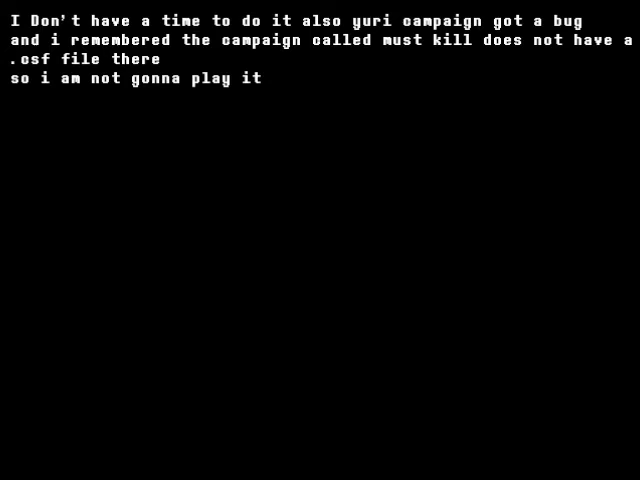 I Don't have a time to do it also yuri campaign got a bug
and i remembered the campaign called must kill does not have a
.csf file there
so i am not gonna play it